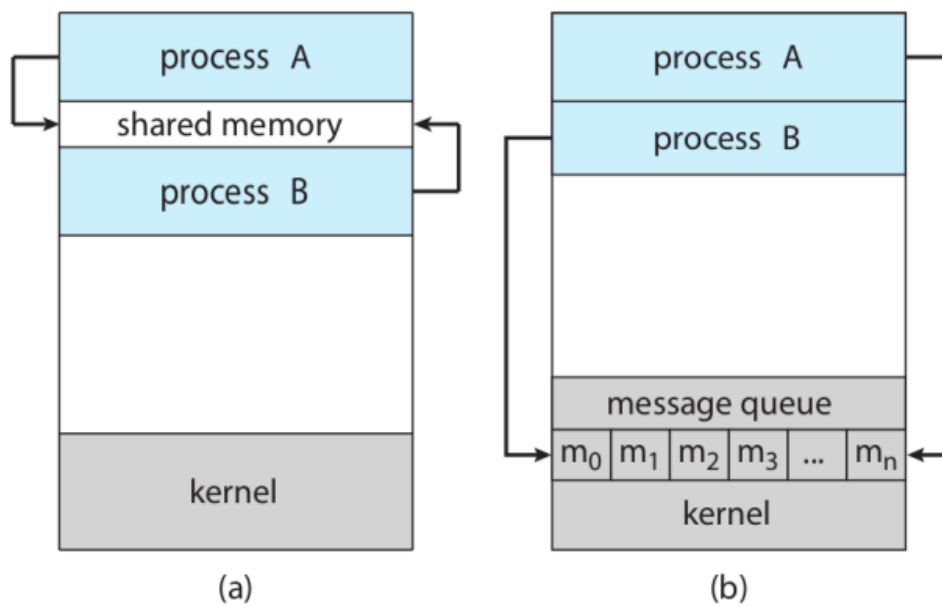 process A
shared memory
process B
kernel
(a)
process A
process B
message queue
m₀ m₁ m₂ m₃ ... mₙ
kernel
(b)